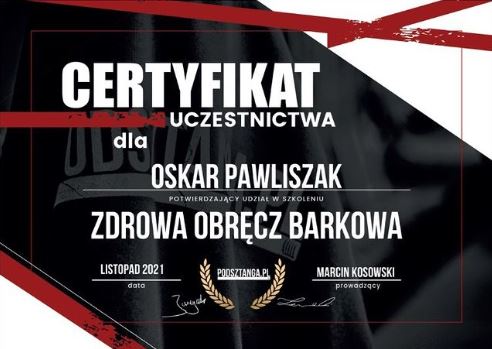 CERTYFIKAT
UCZESTNICTWA
dla
OSKAR PAWLISZAK
POTWIERDZAJĄCY UDZIAŁ W SZKOLENIU
ZDROWA OBRĘCZ BARKOWA
LISTOPAD 2021
data
PODSZTANGA.PL
MARCIN KOSOWSKI
prowadzący